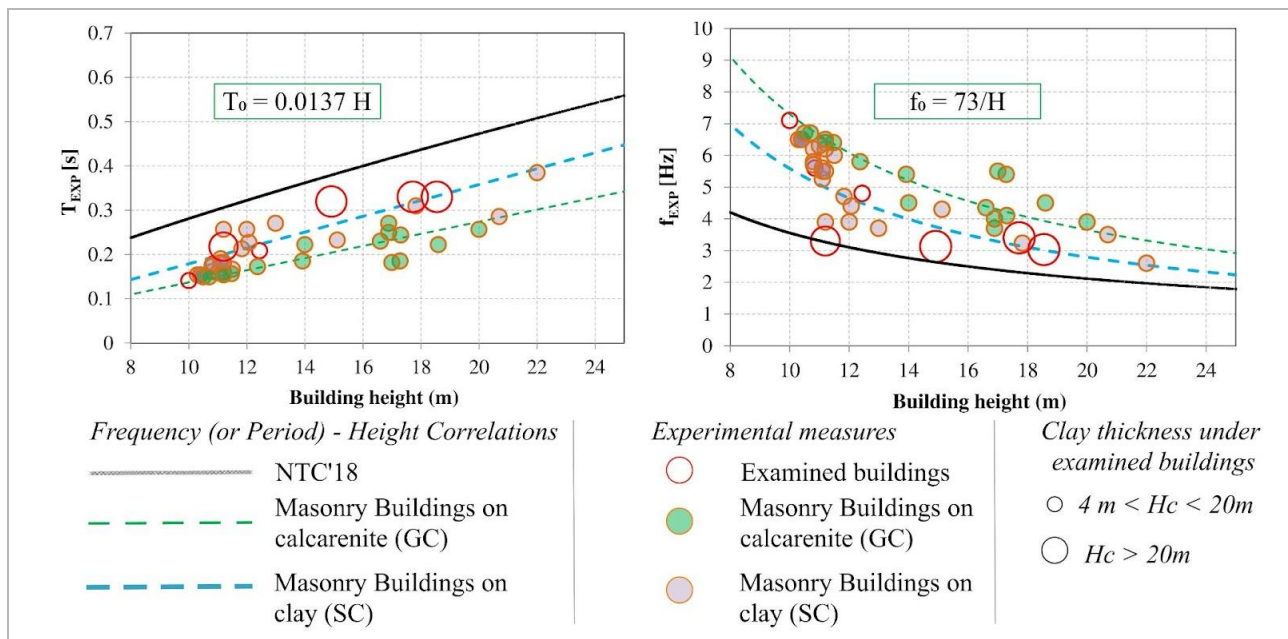 0.7
0.6
0.5
0.4
0.3
0.2
0.1
0
T_EXP [s]
T₀ = 0.0137 H
8 10 12 14 16 18 20 22 24
Building height (m)
10
9
8
7
6
5
4
3
2
1
0
f_EXP [Hz]
f₀ = 73/H
8 10 12 14 16 18 20 22 24
Building height (m)
Frequency (or Period) - Height Correlations
NTC'18
Masonry Buildings on
calcarenite (GC)
Masonry Buildings on
clay (SC)
Experimental measures
Examined buildings
Masonry Buildings on
calcarenite (GC)
Masonry Buildings on
clay (SC)
Clay thickness under
examined buildings
4 m < Hc < 20m
Hc > 20m